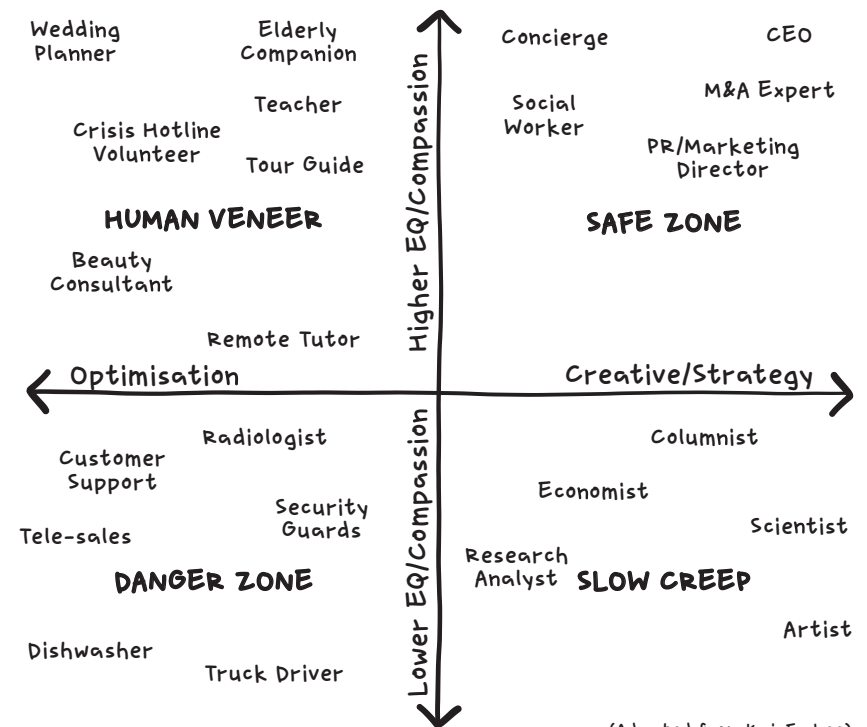 Wedding
Planner
Elderly
Companion
Teacher
Crisis Hotline
Volunteer
Tour Guide
HUMAN VENEER
Beauty
Consultant
Remote Tutor
Higher EQ/Compassion
Concierge
CEO
M&A Expert
Social
Worker
PR/Marketing
Director
SAFE ZONE
Optimisation
Creative/Strategy
Radiologist
Customer
Support
Security
Guards
Tele-sales
DANGER ZONE
Dishwasher
Truck Driver
Lower EQ/Compassion
Columnist
Economist
Scientist
Research
Analyst
SLOW CREEP
Artist